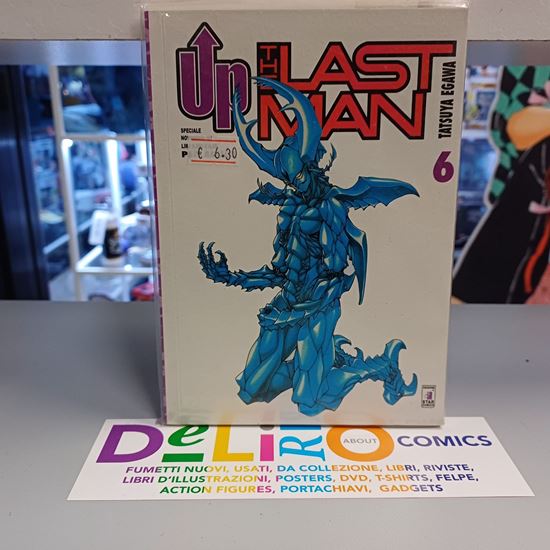 UP
THE LAST
MAN
TATSUYA EGAWA
SPECIALE
€ 6.30
6
STAR
COMICS
DeLiRIO ABOUT COMICS
FUMETTI NUOVI, USATI, DA COLLEZIONE, LIBRI, RIVISTE,
LIBRI D'ILLUSTRAZIONI, POSTERS, DVD, T-SHIRTS, FELPE,
ACTION FIGURES, PORTACHIAVI, GADGETS